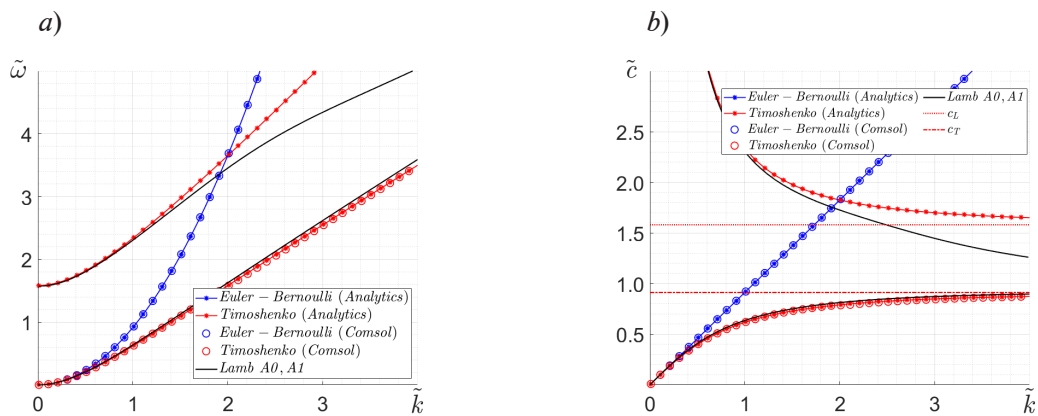 a)
ω̃
4
3
2
1
0
1
2
3
k̃
Euler − Bernoulli (Analytics)
Timoshenko (Analytics)
Euler − Bernoulli (Comsol)
Timoshenko (Comsol)
Lamb A0, A1
b)
c̃
2.5
2.0
1.5
1.0
0.5
0
1
2
3
k̃
Euler − Bernoulli (Analytics)
Timoshenko (Analytics)
Euler − Bernoulli (Comsol)
Timoshenko (Comsol)
Lamb A0, A1
c_L
c_T